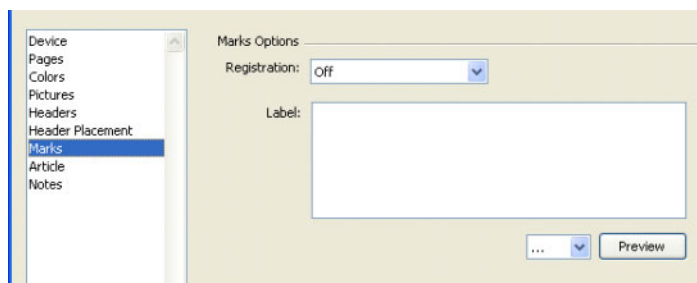 Device
Pages
Colors
Pictures
Headers
Header Placement
Marks
Article
Notes
Marks Options
Registration: Off
Label:
... Preview